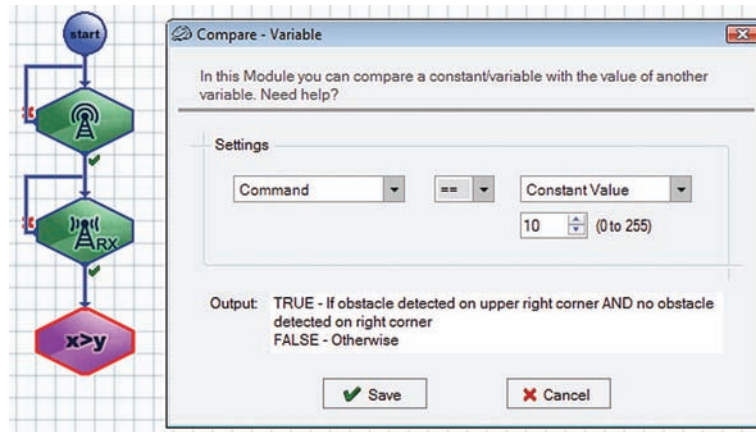 start
Compare - Variable
In this Module you can compare a constant/variable with the value of another
variable. Need help?
Settings
Command
==
Constant Value
10
(0 to 255)
RX
x>y
Output: TRUE - If obstacle detected on upper right corner AND no obstacle
detected on right corner
FALSE - Otherwise
Save
Cancel